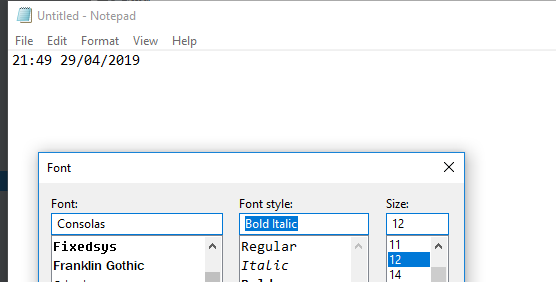 Untitled - Notepad
File Edit Format View Help
21:49 29/04/2019
Font
Font: Font style: Size:
Consolas Bold Italic 12
Fixedsys Regular 11
Franklin Gothic Italic 12
14